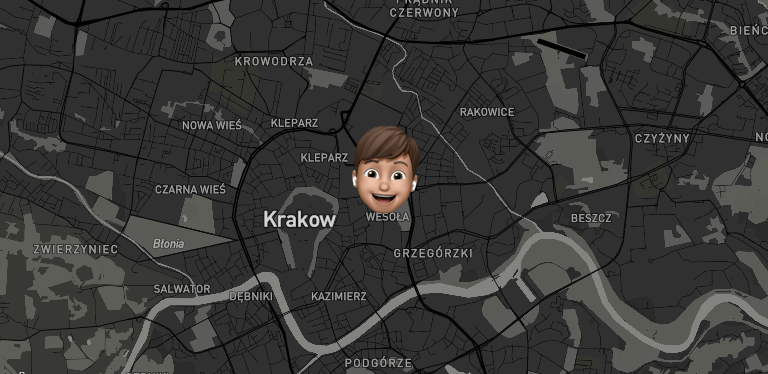 PRĄDNIK
CZERWONY
BIEŃC
KROWODRZA
RAKOWICE
KLEPARZ
NOWA WIEŚ
CZYŻYNY
NO
KLEPARZ
CZARNA WIEŚ
Krakow
WESOŁA
BESZCZ
Błonia
ZWIERZYNIEC
GRZEGÓRZKI
SALWATOR
DĘBNIKI
KAZIMIERZ
PODGÓRZE